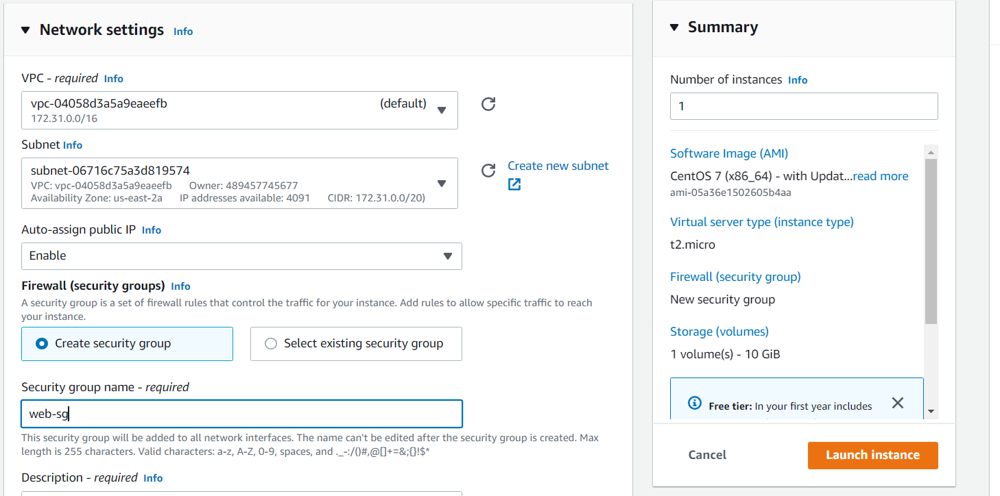 Network settings Info
VPC - required Info
vpc-04058d3a5a9eaeefb (default)
172.31.0.0/16
Subnet Info
subnet-06716c75a3d819574
VPC: vpc-04058d3a5a9eaeefb Owner: 489457745677
Availability Zone: us-east-2a IP addresses available: 4091 CIDR: 172.31.0.0/20)
Create new subnet
Auto-assign public IP Info
Enable
Firewall (security groups) Info
A security group is a set of firewall rules that control the traffic for your instance. Add rules to allow specific traffic to reach
your instance.
Create security group
Select existing security group
Security group name - required
web-sg
This security group will be added to all network interfaces. The name can't be edited after the security group is created. Max
length is 255 characters. Valid characters: a-z, A-Z, 0-9, spaces, and ._-:/()#,@[]+=&;{}!$*
Description - required Info
Summary
Number of instances Info
1
Software Image (AMI)
CentOS 7 (x86_64) - with Updat...read more
ami-05a36e1502605b4aa
Virtual server type (instance type)
t2.micro
Firewall (security group)
New security group
Storage (volumes)
1 volume(s) - 10 GiB
Free tier: In your first year includes
Cancel
Launch instance